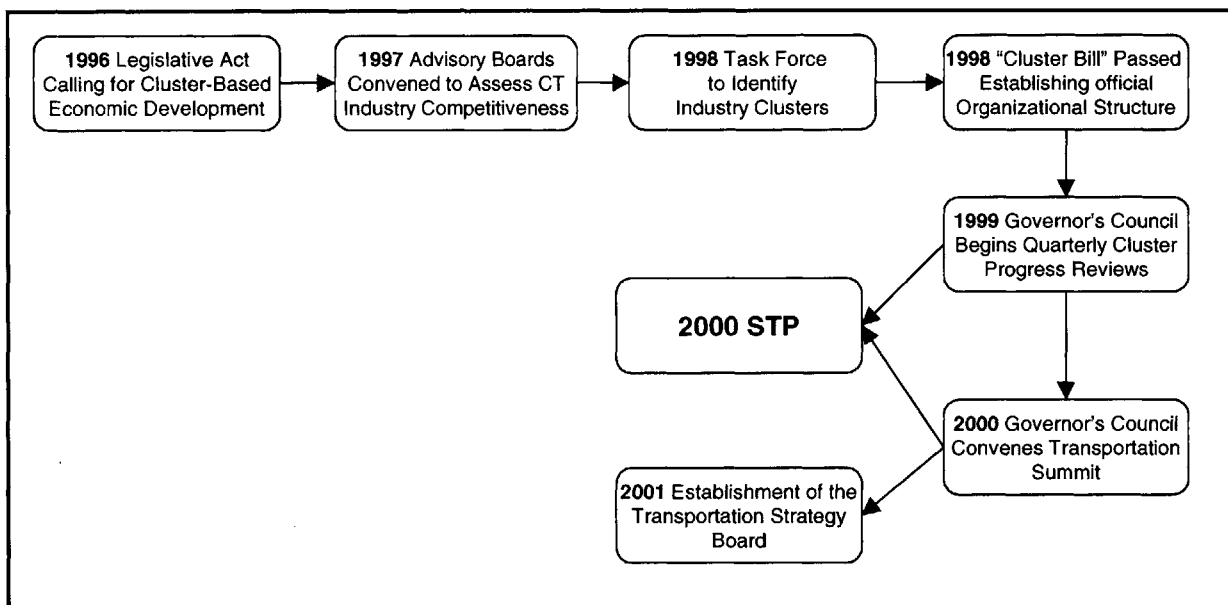 1996 Legislative Act
Calling for Cluster-Based
Economic Development
1997 Advisory Boards
Convened to Assess CT
Industry Competitiveness
1998 Task Force
to Identify
Industry Clusters
1998 “Cluster Bill” Passed
Establishing official
Organizational Structure
1999 Governor’s Council
Begins Quarterly Cluster
Progress Reviews
2000 STP
2000 Governor’s Council
Convenes Transportation
Summit
2001 Establishment of the
Transportation Strategy
Board